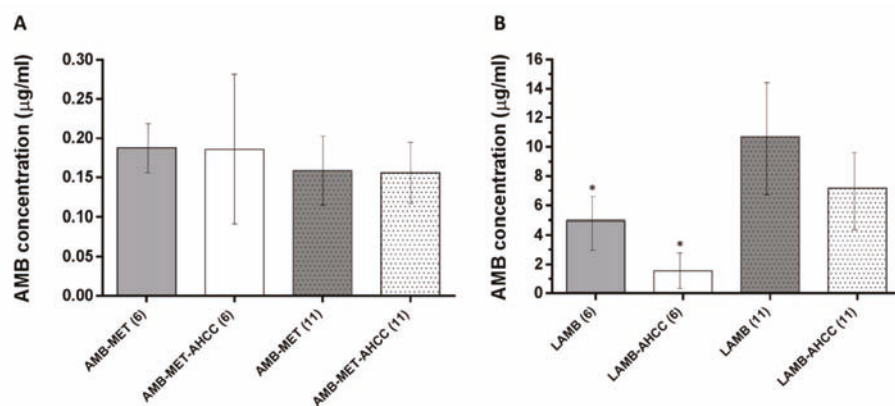 A
AMB concentration (μg/ml)
0.30
0.25
0.20
0.15
0.10
0.05
0.00
AMB-MET (6)
AMB-MET-AHCC (6)
AMB-MET (11)
AMB-MET-AHCC (11)
B
AMB concentration (μg/ml)
16
14
12
10
8
6
4
2
0
*
*
LAMB (6)
LAMB-AHCC (6)
LAMB (11)
LAMB-AHCC (11)